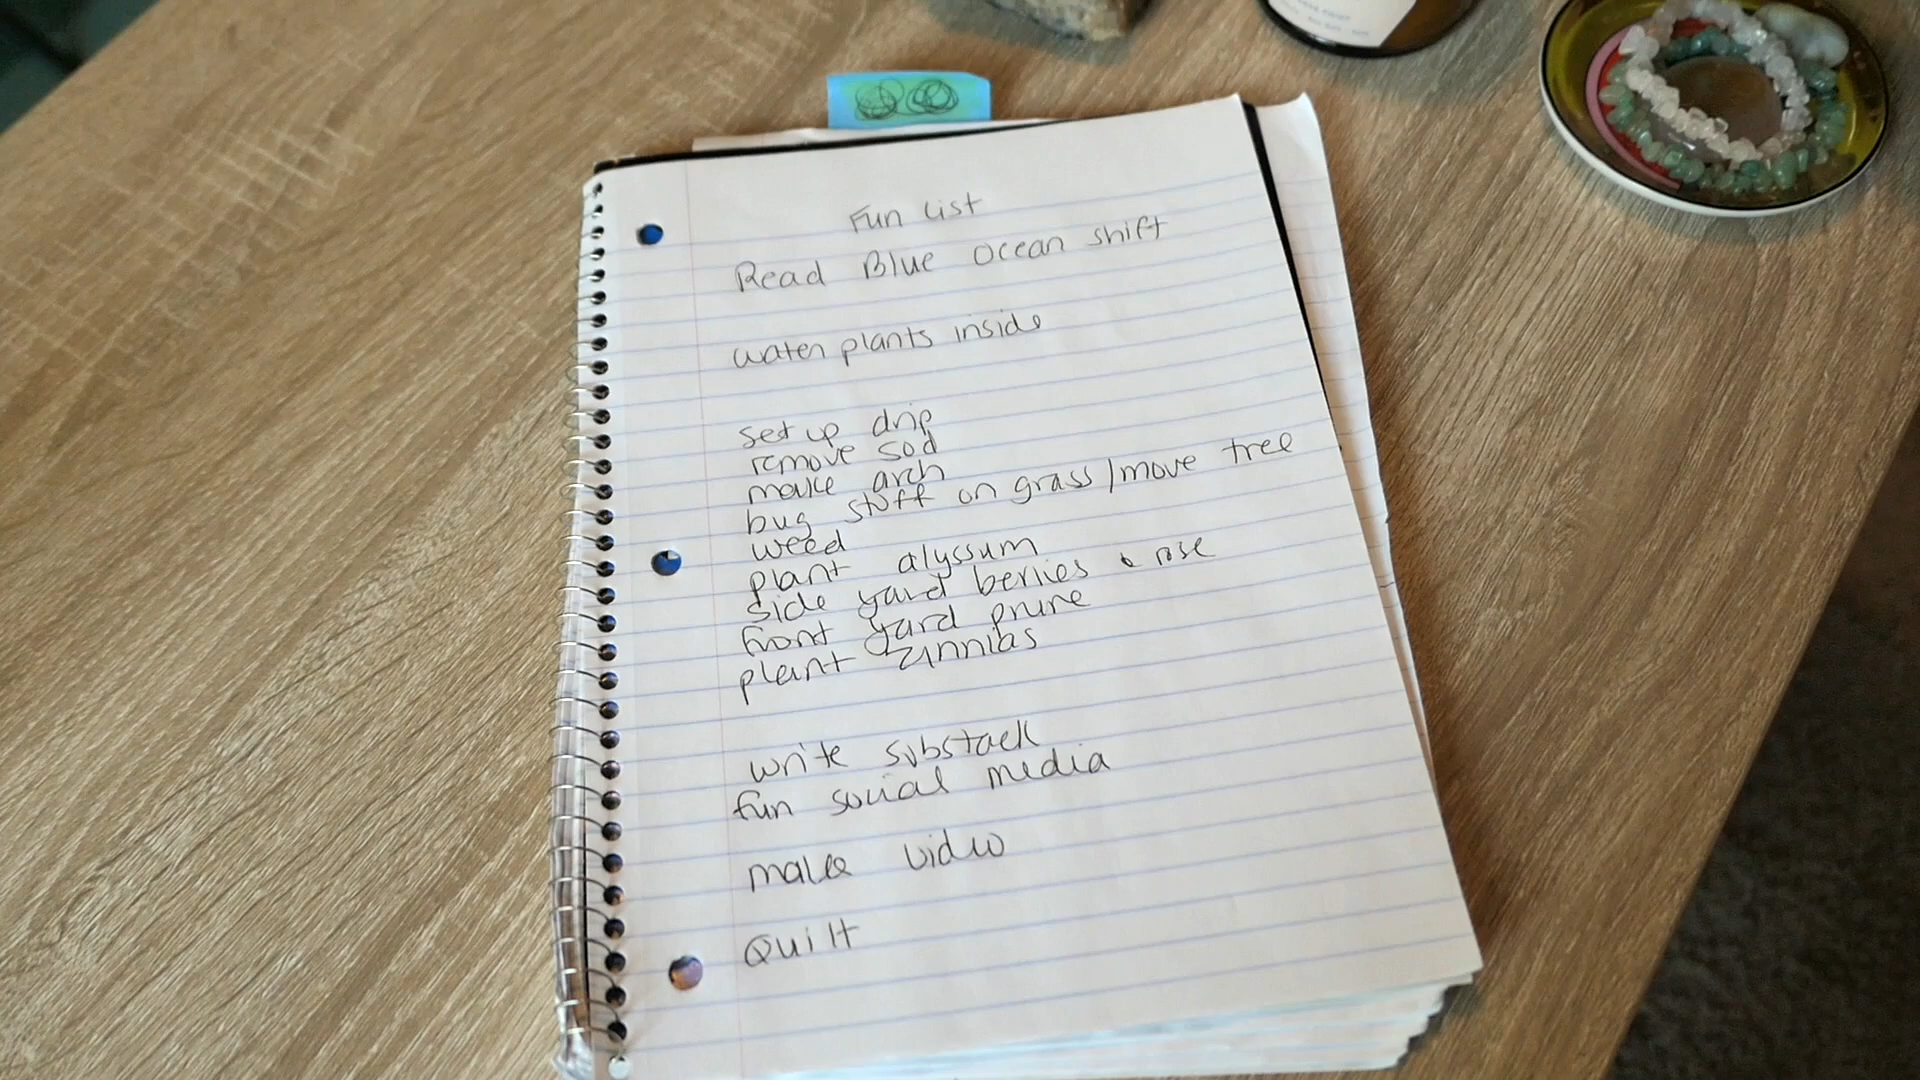 Fun List
Read Blue Ocean shift
water plants inside
set up drip
remove sod
make arch
bug stuff on grass/move tree
weed
plant alyssum
side yard berries & rose
front yard prune
plant zinnias
write substack
fun social media
make video
Quilt